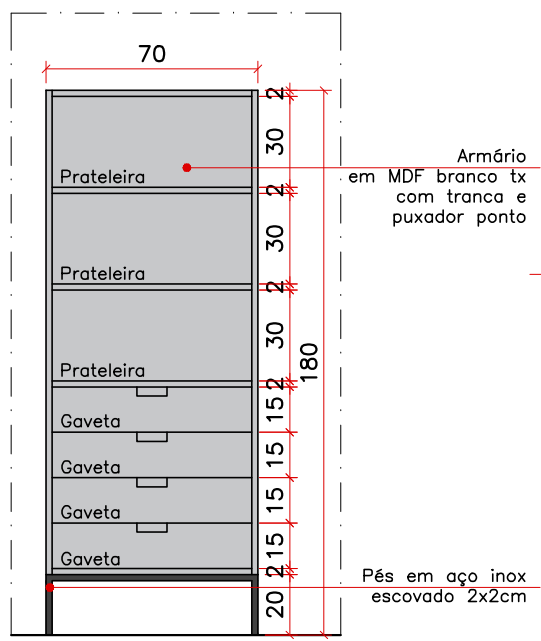 70
2
30
Armário
em MDF branco tx
com tranca e
puxador ponto
Prateleira
2
30
Prateleira
2
30
180
Prateleira
2
15
Gaveta
15
Gaveta
15
Gaveta
15
Gaveta
2
Pés em aço inox
escovado 2x2cm
20